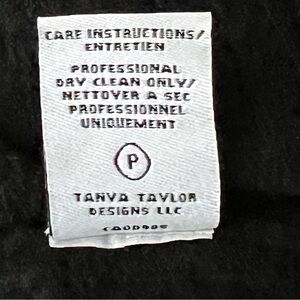 CARE INSTRUCTIONS/
ENTRETIEN
PROFESSIONAL
DRY CLEAN ONLY/
NETTOYER A SEC
PROFESSIONNEL
UNIQUEMENT
P
TANYA TAYLOR
DESIGNS LLC